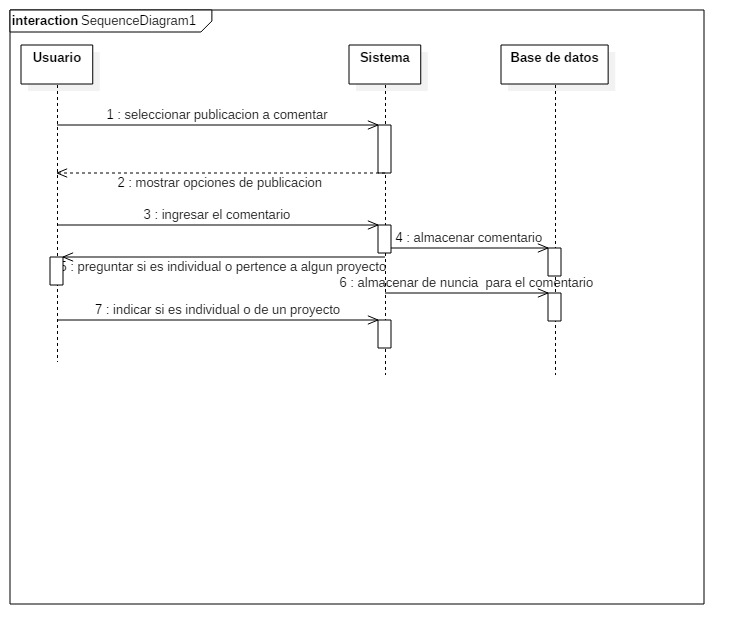 interaction SequenceDiagram1
Usuario
Sistema
Base de datos
1 : seleccionar publicacion a comentar
2 : mostrar opciones de publicacion
3 : ingresar el comentario
4 : almacenar comentario
5 : preguntar si es individual o pertence a algun proyecto
6 : almacenar de nuncia para el comentario
7 : indicar si es individual o de un proyecto